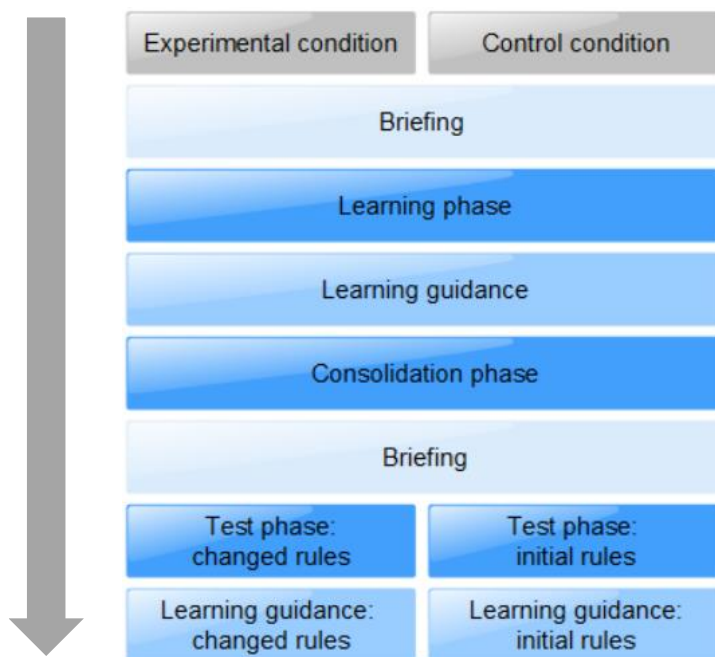 Experimental condition
Control condition
Briefing
Learning phase
Learning guidance
Consolidation phase
Briefing
Test phase:
changed rules
Test phase:
initial rules
Learning guidance:
changed rules
Learning guidance:
initial rules